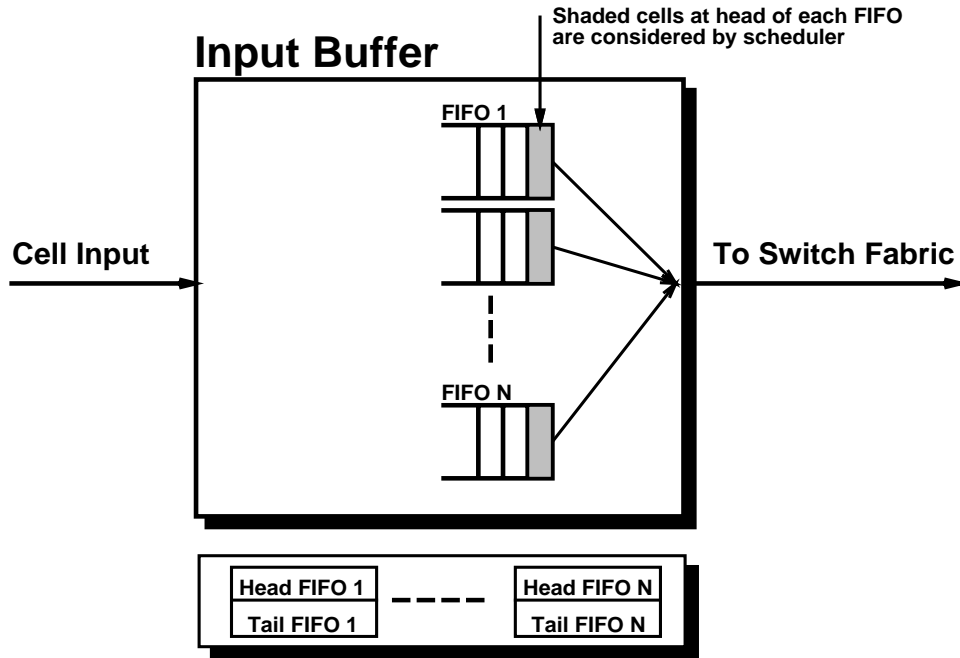 Shaded cells at head of each FIFO
are considered by scheduler
Input Buffer
FIFO 1
Cell Input
To Switch Fabric
FIFO N
Head FIFO 1
Tail FIFO 1
Head FIFO N
Tail FIFO N